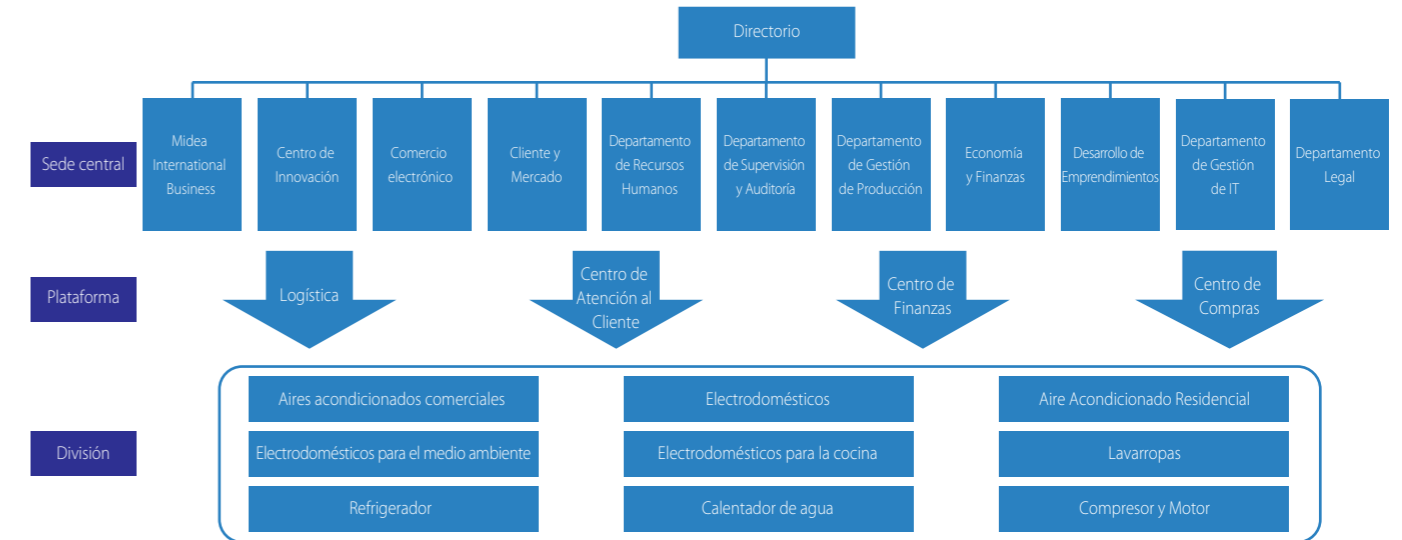 Directorio
Sede central
Midea
International
Business
Centro de
Innovación
Comercio
electrónico
Cliente y
Mercado
Departamento
de Recursos
Humanos
Departamento
de Supervisión
y Auditoría
Departamento
de Gestión
de Producción
Economía
y Finanzas
Desarrollo de
Emprendimientos
Departamento
de Gestión
de IT
Departamento
Legal
Plataforma
Logística
Centro de
Atención al
Cliente
Centro de
Finanzas
Centro de
Compras
División
Aires acondicionados comerciales
Electrodomésticos
Aire Acondicionado Residencial
Electrodomésticos para el medio ambiente
Electrodomésticos para la cocina
Lavarropas
Refrigerador
Calentador de agua
Compresor y Motor